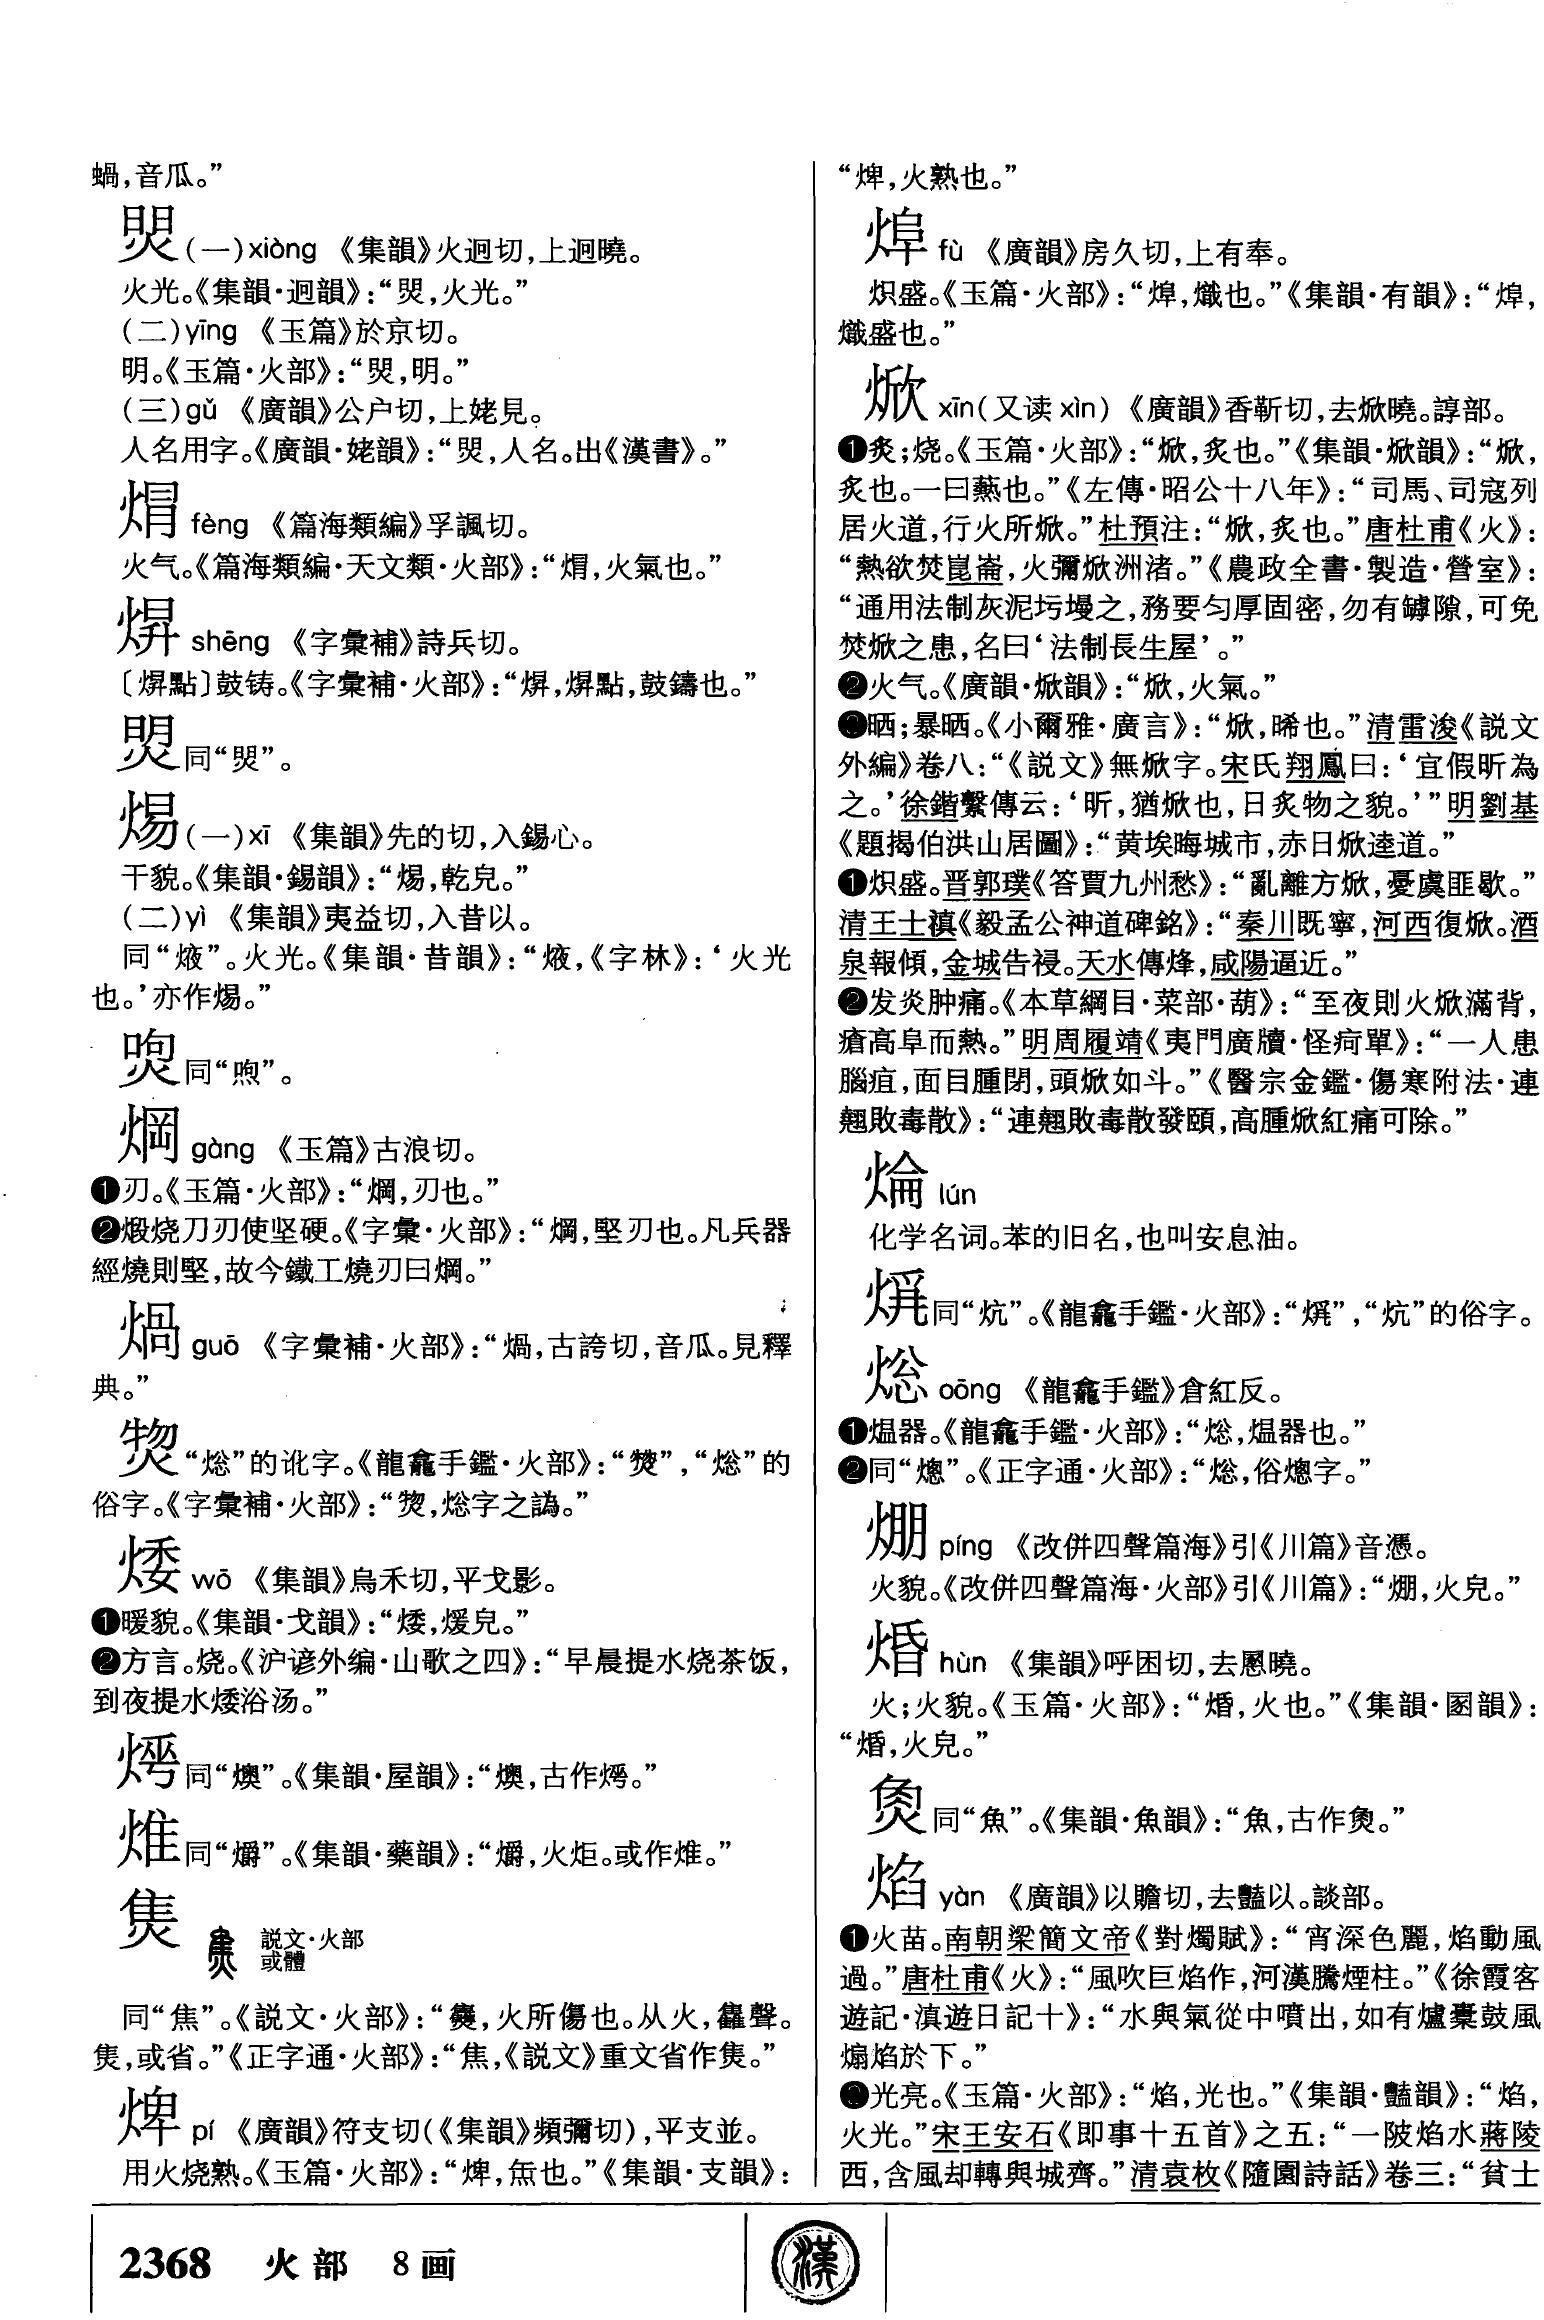 蝸，音瓜。”
焸(一)xiòng 《集韻》火迥切，上迥曉。
火光。《集韻·迥韻》：“焸，火光。”
(二)yīng 《玉篇》於京切。
明。《玉篇·火部》：“焸，明。”
(三)gǔ 《廣韻》公户切，上姥見。
人名用字。《廣韻·姥韻》：“焸，人名。出《漢書》。”
fèng 《篇海類編》孚諷切。
火气。《篇海類編·天文類·火部》：“，火氣也。”
shēng 《字彙補》詩兵切。
〔點〕鼓铸。《字彙補·火部》：“，點，鼓鑄也。”
同“焸”。
焬(一)xī 《集韻》先的切，入錫心。
干貌。《集韻·錫韻》：“焬，乾皃。”
(二)yì 《集韻》夷益切，入昔以。
同“焲”。火光。《集韻·昔韻》：“焲，《字林》：‘火光
也。’亦作焬。”
同“煦”。
焵 gàng 《玉篇》古浪切。
❶刃。《玉篇·火部》：“焵，刃也。”
❷煅烧刀刃使坚硬。《字彙·火部》：“焵，堅刃也。凡兵器
經燒則堅，故今鐵工燒刃曰焵。”
guō 《字彙補·火部》：“，古誇切，音瓜。見釋
典。”
“焧”的讹字。《龍龕手鑑·火部》：“”，“焧”的
俗字。《字彙補·火部》：“，焧字之譌。”
㷃 wō 《集韻》烏禾切，平戈影。
❶暖貌。《集韻·戈韻》：“㷃，煖皃。”
❷方言。烧。《沪谚外编·山歌之四》：“早晨提水烧茶饭，
到夜提水㷃浴汤。”
同“燠”。《集韻·屋韻》：“燠，古作。”
㷅同“爝”。《集韻·藥韻》：“爝，火炬。或作。”
説文·火部
或體
同“焦”。《説文·火部》：“，火所傷也。从火，雥聲。
，或省。”《正字通·火部》：“焦，《説文》重文省作。”
焷 pí 《廣韻》符支切(《集韻》頻彌切)，平支並。
用火烧熟。《玉篇·火部》：“焷，缹也。”《集韻·支韻》：
“焷，火熟也。”
焊 fù 《廣韻》房久切，上有奉。
炽盛。《玉篇·火部》：“，熾也。”《集韻·有韻》：“，
熾盛也。”
焮 xīn(又读 xìn) 《廣韻》香靳切，去焮曉。諄部。
❶炙；烧。《玉篇·火部》：“焮，炙也。”《集韻·焮韻》：“焮，
炙也。一曰爇也。”《左傳·昭公十八年》：“司馬、司寇列
居火道，行火所焮。”杜預注：“焮，炙也。”唐杜甫《火》：
“熱欲焚崑崙，火彌焮洲渚。”《農政全書·製造·營室》：
“通用法制灰泥圬墁之，務要匀厚固密，勿有罅隙，可免
焚焮之患，名曰‘法制長生屋’。”
❷火气。《廣韻·焮韻》：“焮，火氣。”
❸晒；暴晒。《小爾雅·廣言》：“焮，晞也。”清雷浚《説文
外編》卷八：“《説文》無焮字。宋氏翔鳳曰：‘宜假昕為
之。’徐鍇繫傳云：‘昕，猶焮也，日炙物之貌。’”明劉基
《題揭伯洪山居圖》：“黄埃晦城市，赤日焮逵道。”
❶炽盛。晋郭璞《答賈九州愁》：“亂離方焮，憂虞匪歇。”
清王士禛《毅孟公神道碑銘》：“秦川既寧，河西復焮。酒
泉報傾，金城告祲。天水傳烽，咸陽逼近。”
❷发炎肿痛。《本草綱目·菜部·葫》：“至夜則火焮滿背，
瘡高阜而熱。”明周履靖《夷門廣牘·怪疴單》：“一人患
腦疽，面目腫閉，頭焮如斗。”《醫宗金鑑·傷寒附法·連
翹敗毒散》：“連翹敗毒散發頤，高腫焮紅痛可除。”
㷍 lún
化学名词。苯的旧名，也叫安息油。
同“炕”。《龍龕手鑑·火部》：“”，“炕”的俗字。
焧 oōng 《龍龕手鑑》倉紅反。
❶熅器。《龍龕手鑑·火部》：“焧，熅器也。”
❷同“熜”。《正字通·火部》：“焧，俗熜字。”
píng 《改併四聲篇海》引《川篇》音憑。
火貌。《改併四聲篇海·火部》引《川篇》：“，火皃。”
焝 hùn 《集韻》呼困切，去慁曉。
火；火貌。《玉篇·火部》：“焝，火也。”《集韻·圂韻》：
“焝，火皃。”
同“魚”。《集韻·魚韻》：“魚，古作。”
焰 yàn 《廣韻》以贍切，去豔以。談部。
❶火苗。南朝梁簡文帝《對燭賦》：“宵深色麗，焰動風
過。”唐杜甫《火》：“風吹巨焰作，河漢騰煙柱。”《徐霞客
遊記·滇遊日記十》：“水與氣從中噴出，如有爐橐鼓風
煽焰於下。”
❷光亮。《玉篇·火部》：“焰，光也。”《集韻·豔韻》：“焰，
火光。”宋王安石《即事十五首》之五：“一陂焰水蔣陵
西，含風却轉與城齊。”清袁枚《隨園詩話》卷三：“貧士
2368 火部 8画
漢